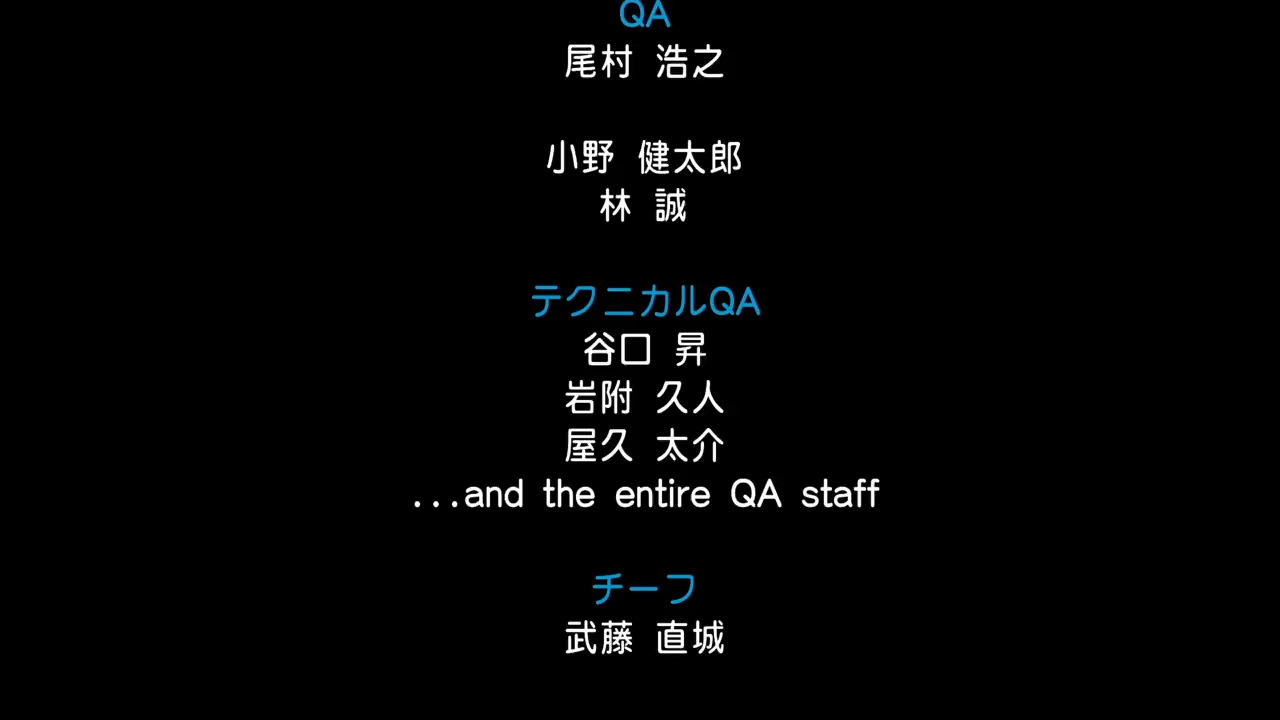 QA
尾村 浩之
小野 健太郎
林 誠
テクニカルQA
谷口 昇
岩附 久人
屋久 太介
...and the entire QA staff
チーフ
武藤 直城